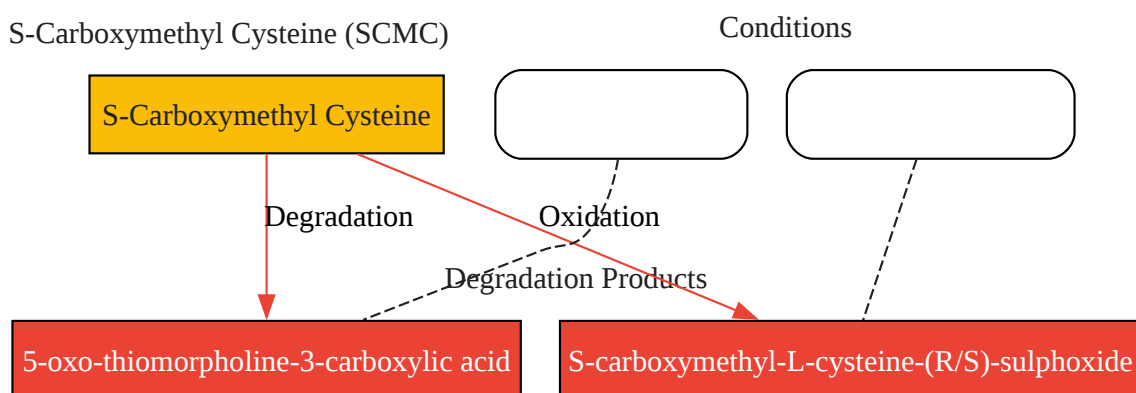 S-Carboxymethyl Cysteine (SCMC)
Conditions
S-Carboxymethyl Cysteine
Degradation
Oxidation
Degradation Products
5-oxo-thiomorpholine-3-carboxylic acid
S-carboxymethyl-L-cysteine-(R/S)-sulphoxide